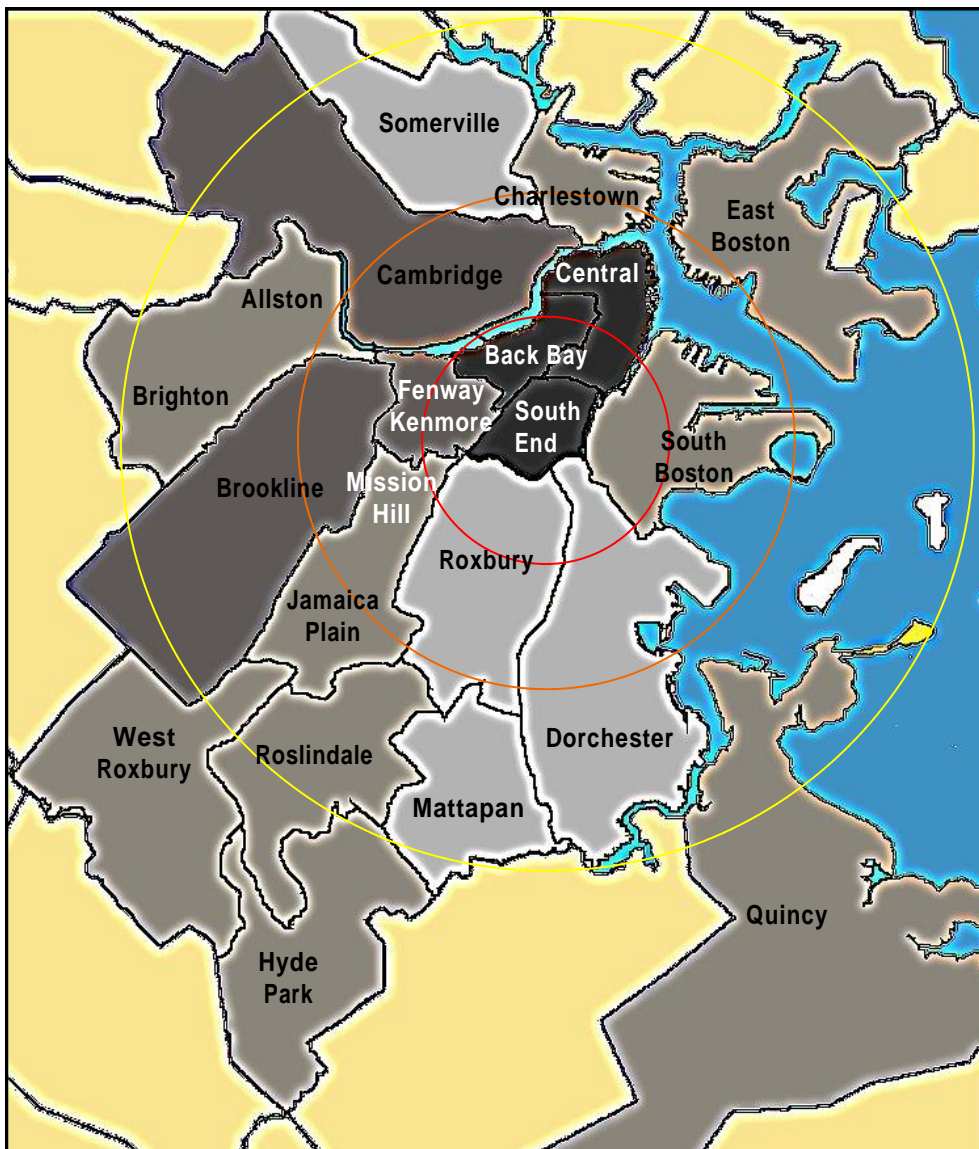 Somerville
Charlestown
East
Boston
Central
Cambridge
Allston
Back Bay
Fenway
Kenmore
Brighton
South
End
South
Boston
Brookline
Mission
Hill
Roxbury
Jamaica
Plain
West
Roxbury
Roslindale
Dorchester
Mattapan
Quincy
Hyde
Park